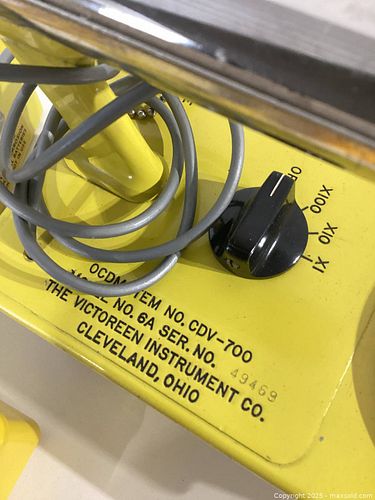 O
X100
X10
X1
OCDM ITEM NO. CDV-700
NO. 6A SER. NO. 49469
THE VICTOREEN INSTRUMENT CO.
CLEVELAND, OHIO
Copyright 2025 - maxsold.com